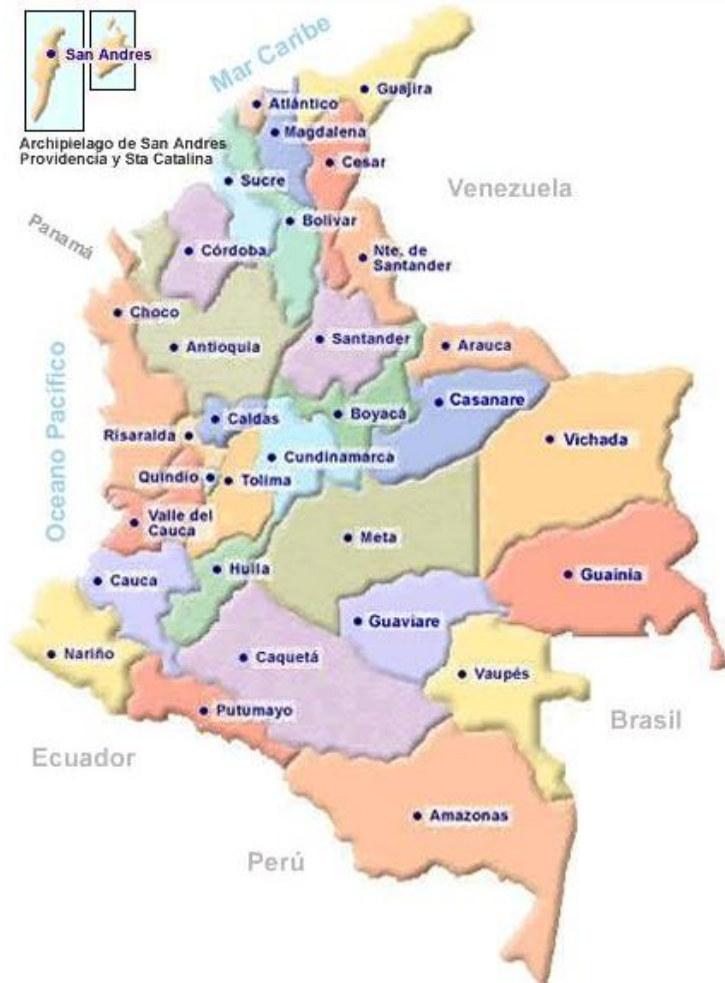 San Andres
Archipielago de San Andres
Providencia y Sta Catalina
Mar Caribe
Guajira
Atlántico
Magdalena
Cesar
Sucre
Venezuela
Bolivar
Panamá
Córdoba
Nte. de
Santander
Choco
Antioquia
Santander
Arauca
Oceano Pacífico
Caldas
Boyacá
Casanare
Risaralda
Vichada
Cundinamarca
Quindio
Tolima
Valle del
Cauca
Meta
Cauca
Huila
Guainia
Guaviare
Nariño
Caquetá
Vaupés
Putumayo
Brasil
Ecuador
Amazonas
Perú